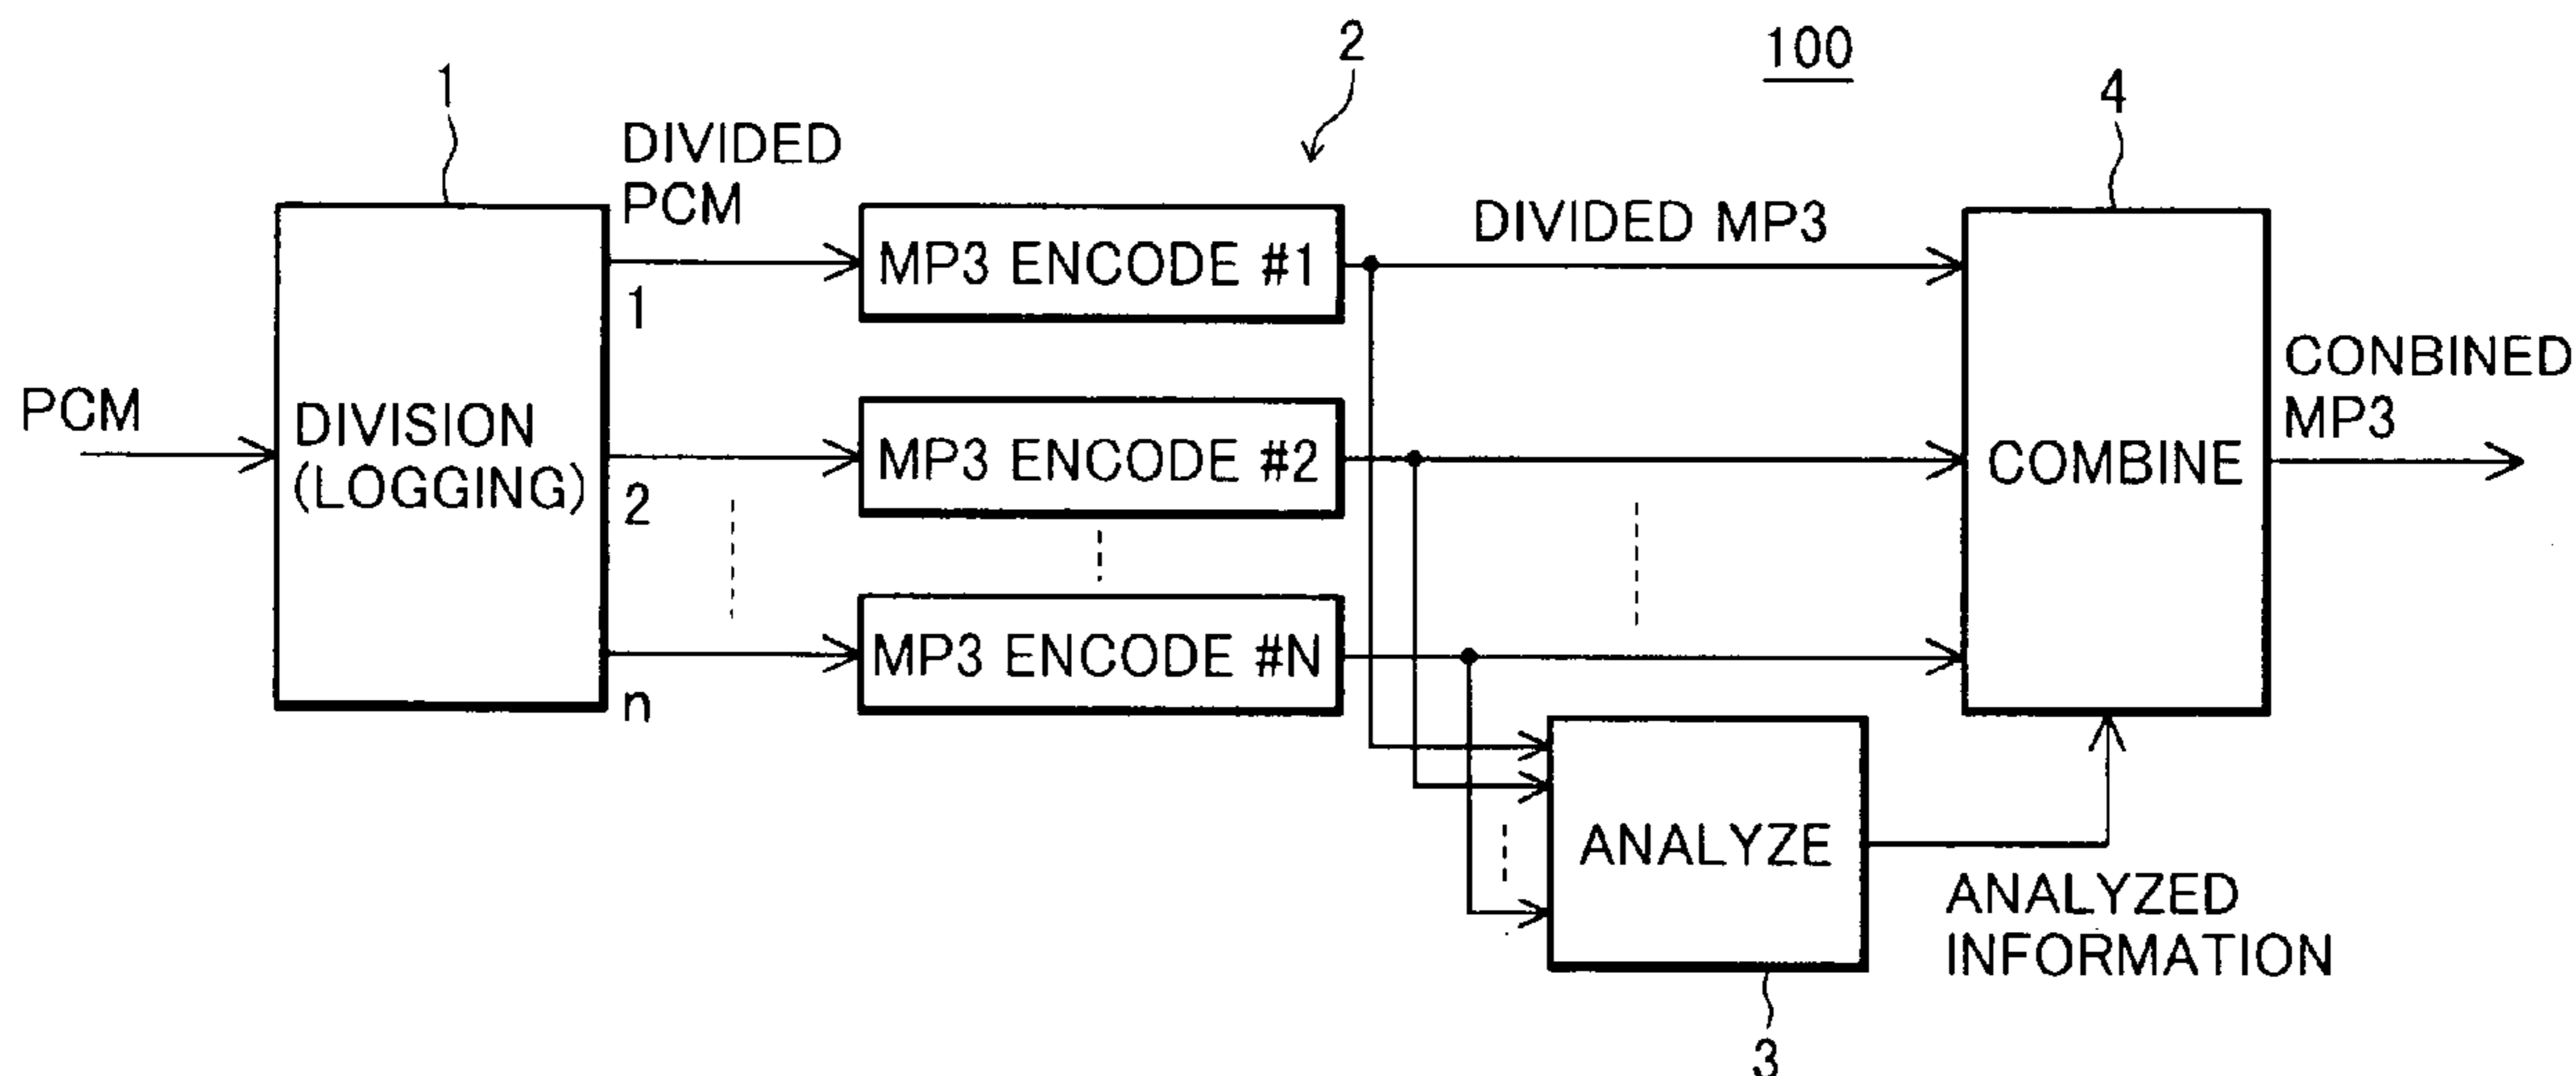 2
100
1
4
DIVIDED
PCM
DIVIDED MP3
MP3 ENCODE #1
1
PCM
DIVISION
(LOGGING)
MP3 ENCODE #2
2
COMBINE
CONBINED
MP3
MP3 ENCODE #N
n
ANALYZE
ANALYZED
INFORMATION
3